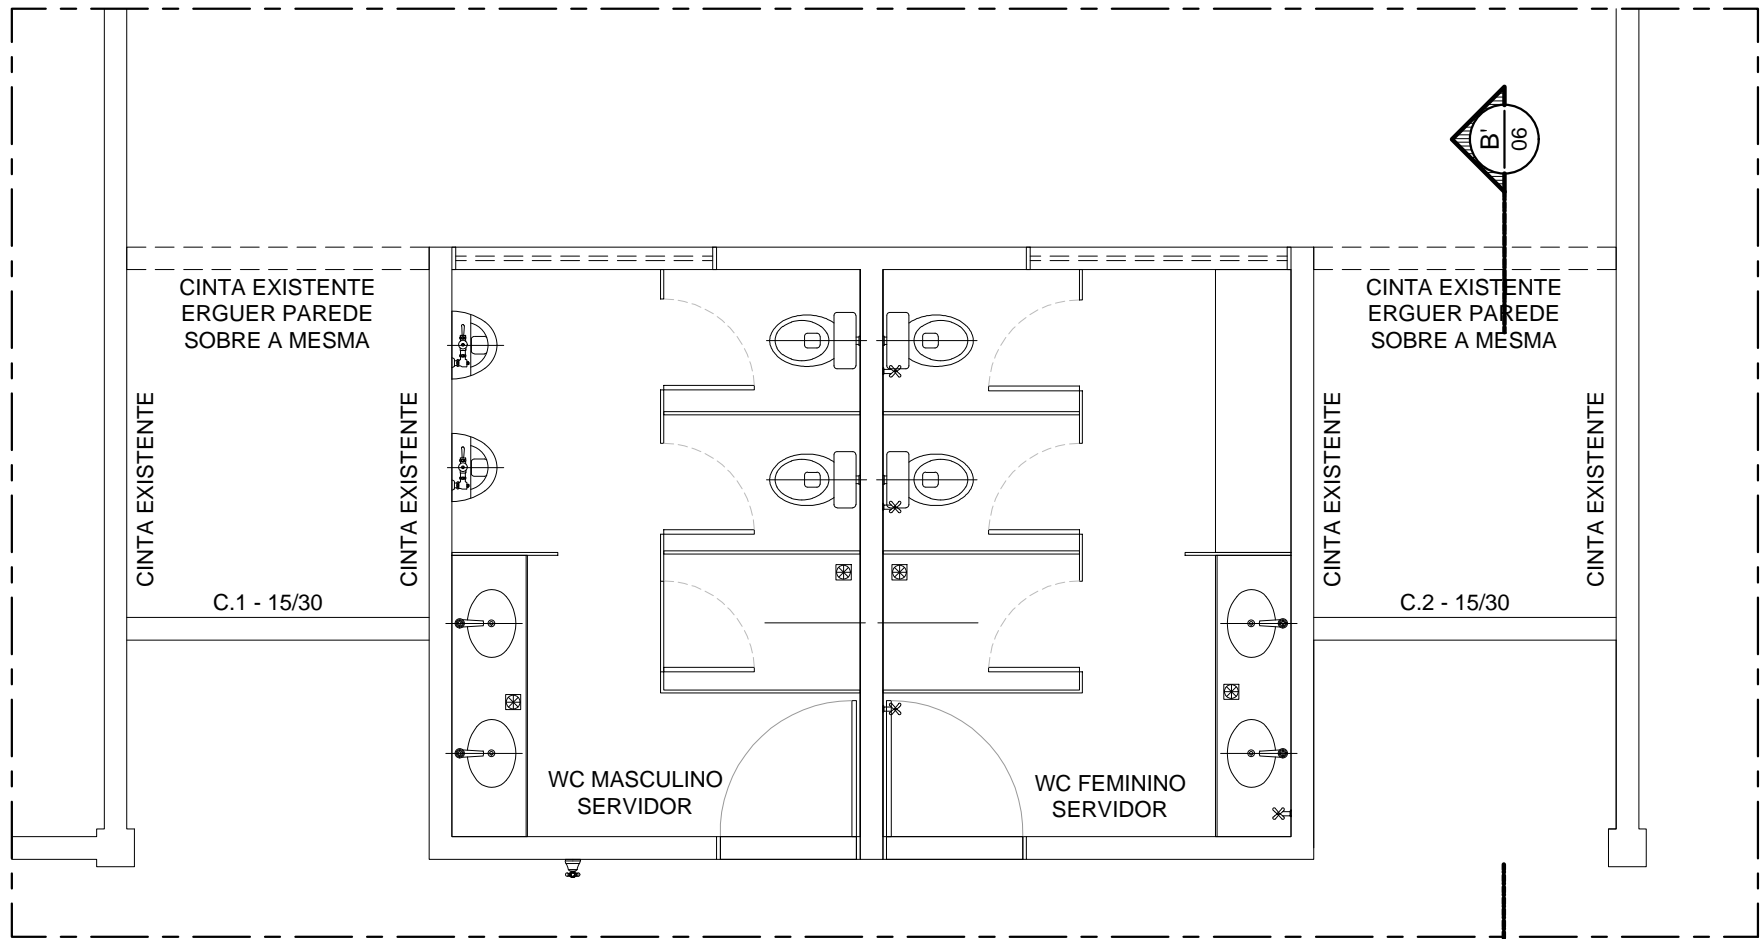 B'
06
CINTA EXISTENTE
ERGUER PAREDE
SOBRE A MESMA
CINTA EXISTENTE
ERGUER PAREDE
SOBRE A MESMA
CINTA EXISTENTE
CINTA EXISTENTE
CINTA EXISTENTE
CINTA EXISTENTE
C.1 - 15/30
C.2 - 15/30
WC MASCULINO
SERVIDOR
WC FEMININO
SERVIDOR